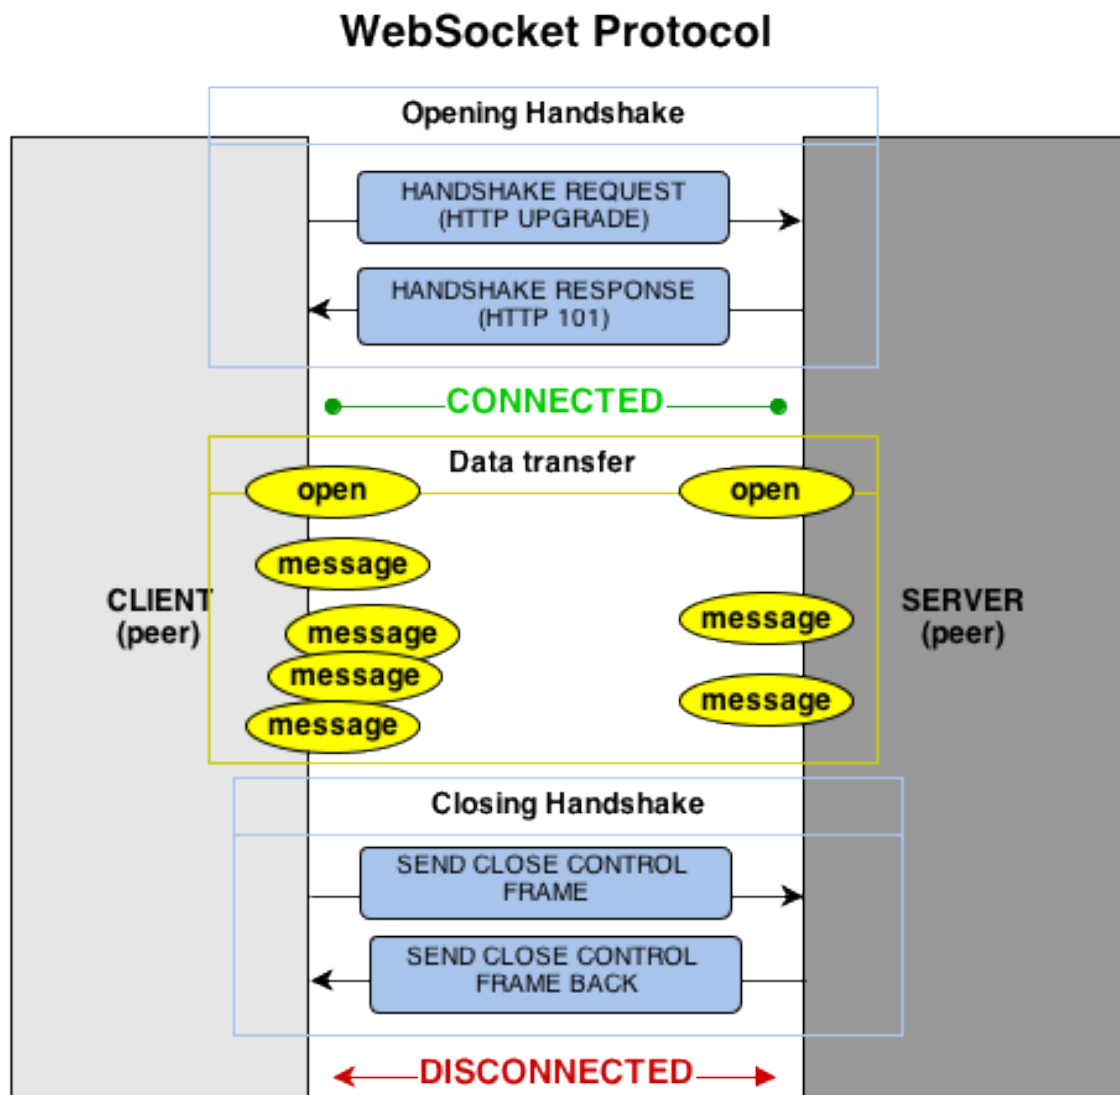 WebSocket Protocol
Opening Handshake
HANDSHAKE REQUEST
(HTTP UPGRADE)
HANDSHAKE RESPONSE
(HTTP 101)
CONNECTED
Data transfer
open
open
message
CLIENT
(peer)
message
message
SERVER
(peer)
message
message
message
Closing Handshake
SEND CLOSE CONTROL
FRAME
SEND CLOSE CONTROL
FRAME BACK
DISCONNECTED